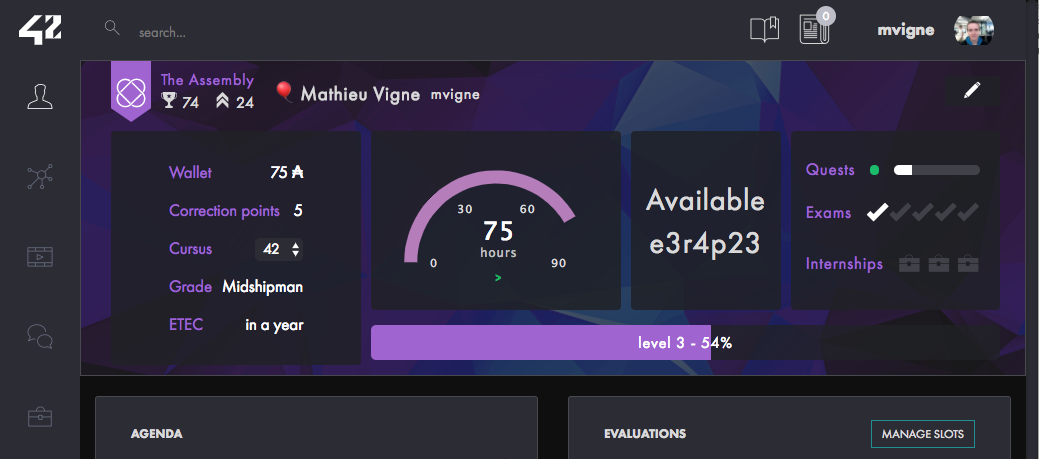 42
search...
0
mvigne
The Assembly
74 24
Mathieu Vigne mvigne
Wallet 75 ₳
Correction points 5
Cursus 42
Grade Midshipman
ETEC in a year
30 60
75
hours
0 90
>
Available
e3r4p23
Quests
Exams
Internships
level 3 - 54%
AGENDA
EVALUATIONS
MANAGE SLOTS